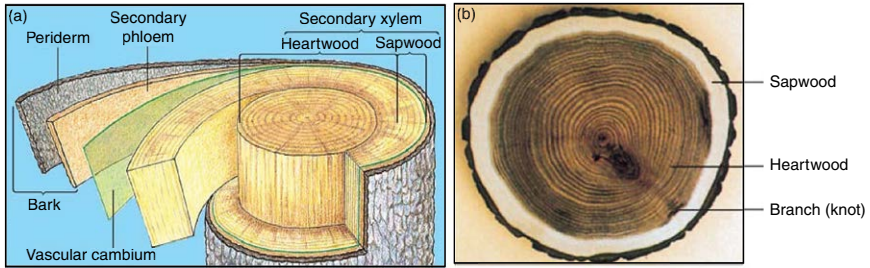 (a)
Periderm
Secondary
phloem
Secondary xylem
Heartwood
Sapwood
Bark
Vascular cambium
(b)
Sapwood
Heartwood
Branch (knot)